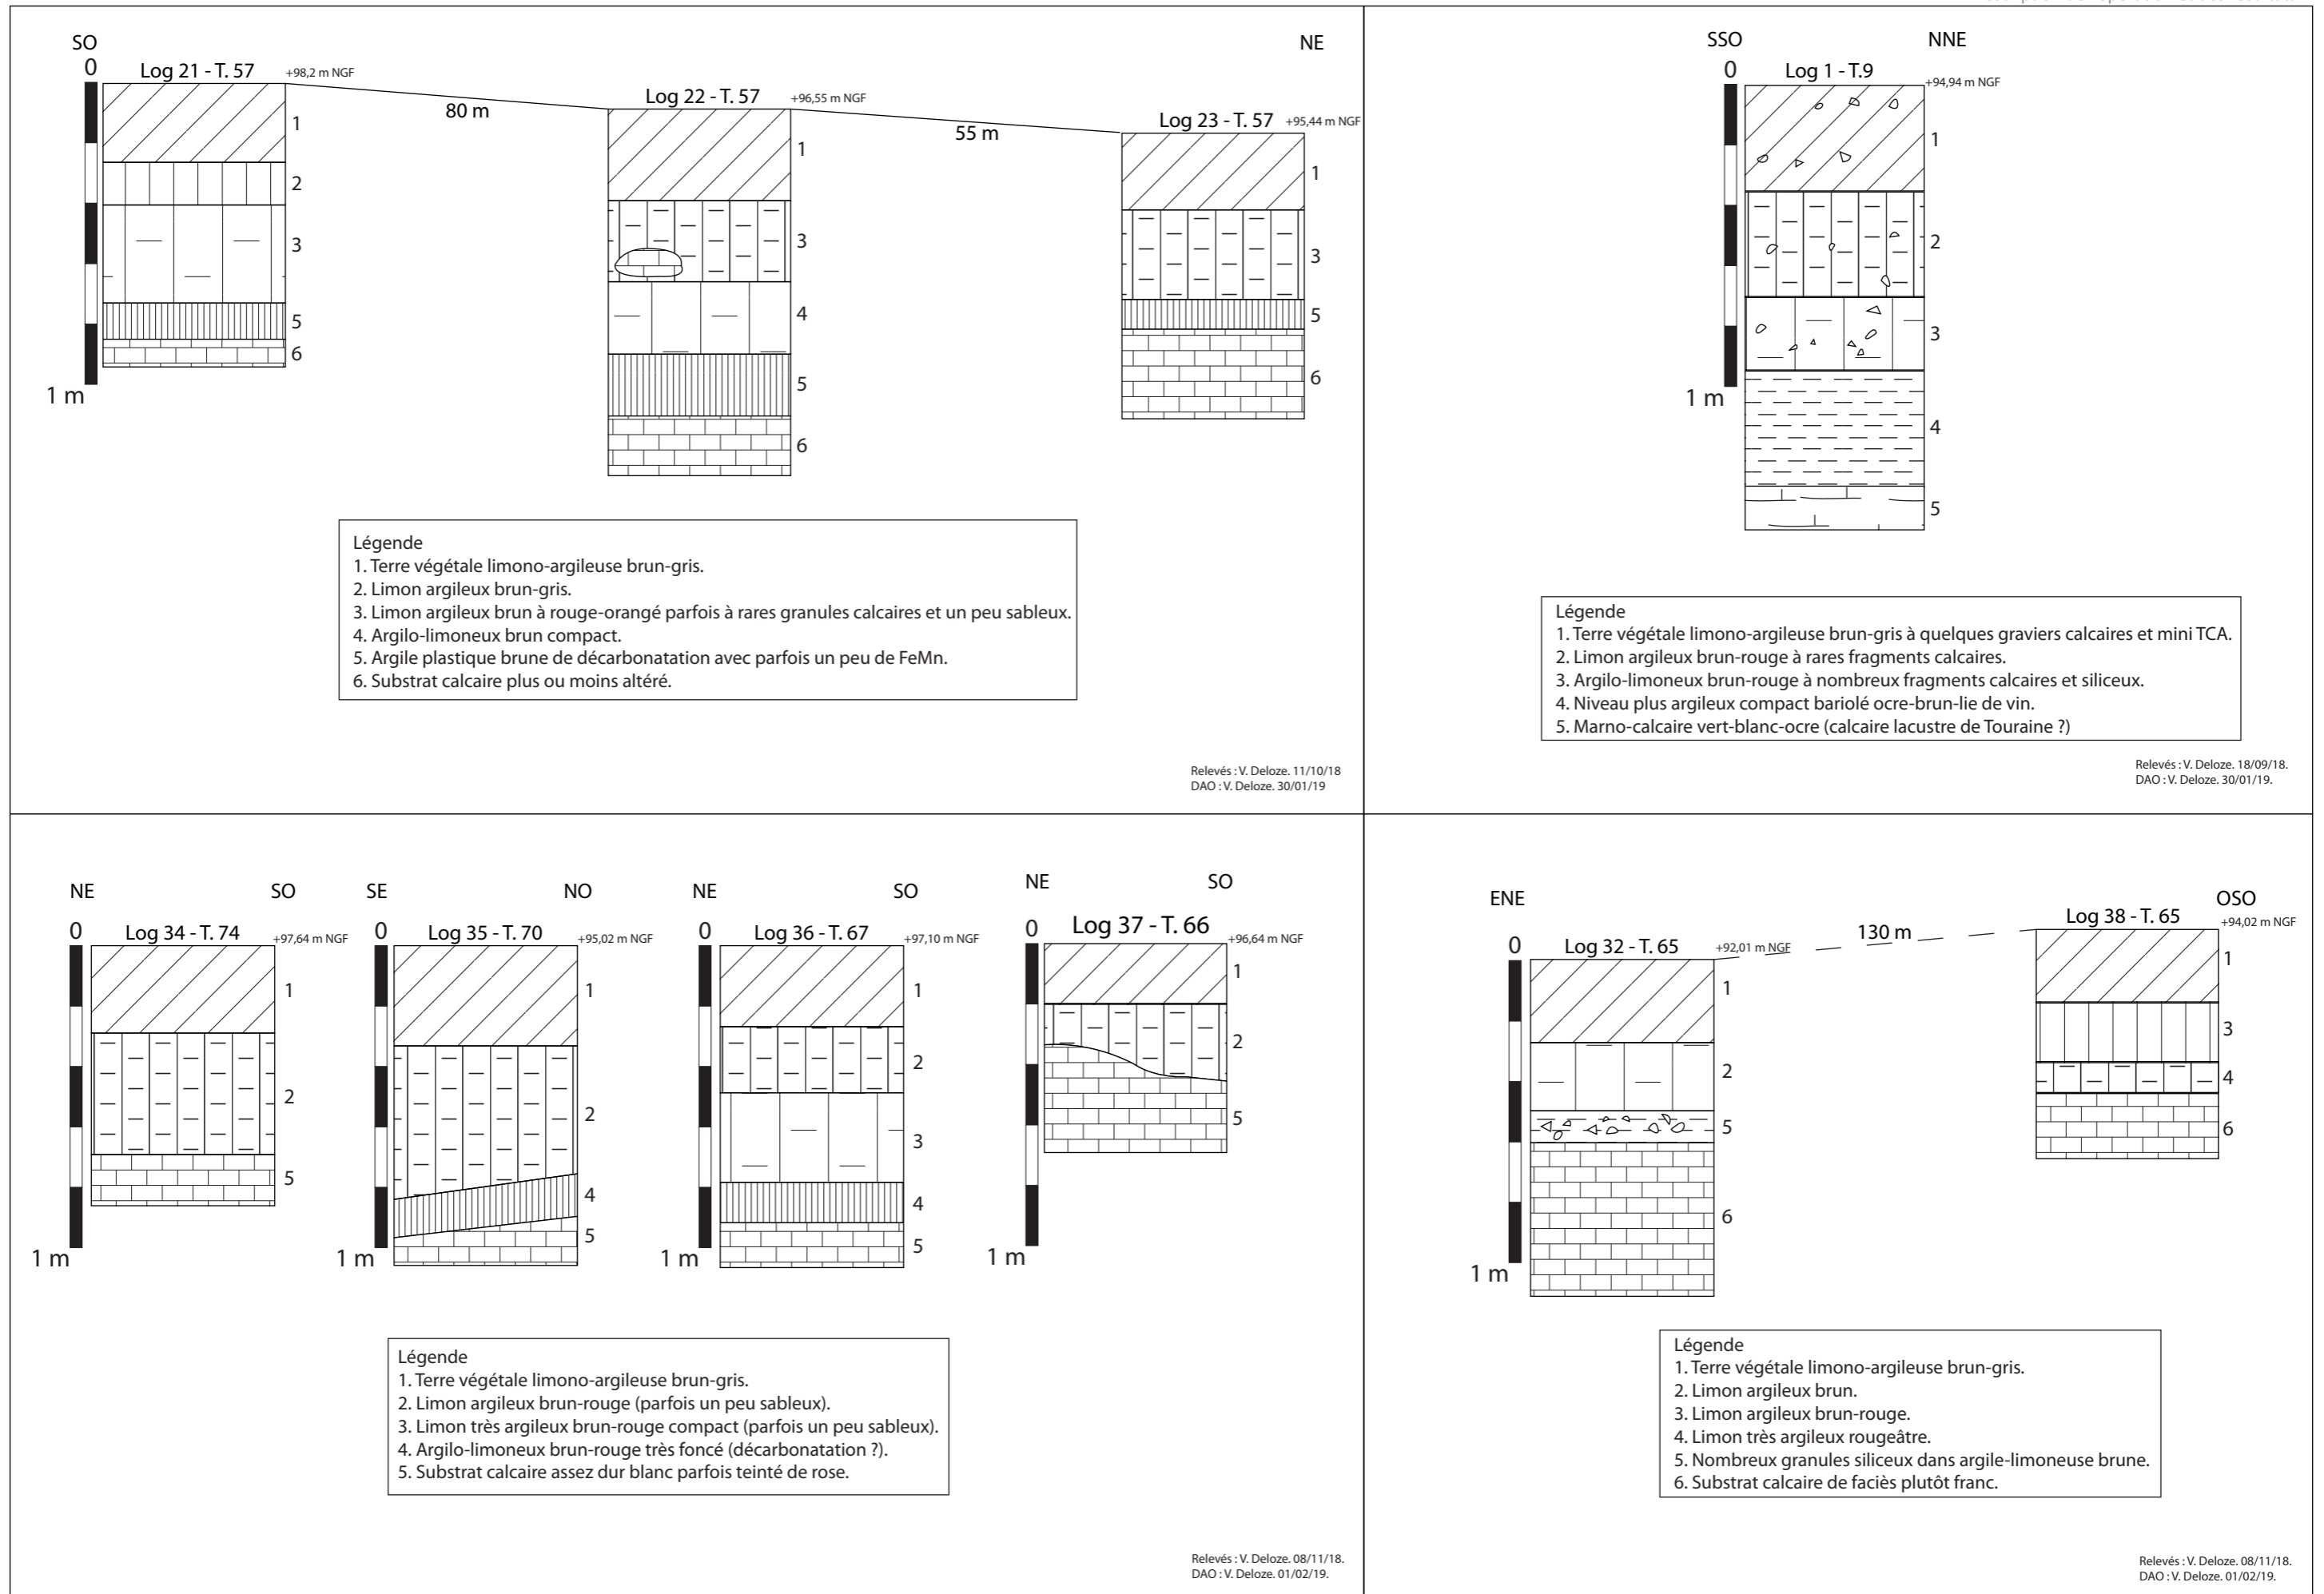 SO
NE
0
Log 21 - T. 57
+98,2 m NGF
80 m
Log 22 - T. 57
+96,55 m NGF
55 m
Log 23 - T. 57
+95,44 m NGF
1
2
3
5
6
1 m
1
3
4
5
6
1
3
5
6
Légende
1. Terre végétale limono-argileuse brun-gris.
2. Limon argileux brun-gris.
3. Limon argileux brun à rouge-orangé parfois à rares granules calcaires et un peu sableux.
4. Argilo-limoneux brun compact.
5. Argile plastique brune de décarbonatation avec parfois un peu de FeMn.
6. Substrat calcaire plus ou moins altéré.
Relevés : V. Deloze. 11/10/18
DAO : V. Deloze. 30/01/19
SSO
NNE
0
Log 1 - T.9
+94,94 m NGF
1
2
3
4
5
1 m
Légende
1. Terre végétale limono-argileuse brun-gris à quelques graviers calcaires et mini TCA.
2. Limon argileux brun-rouge à rares fragments calcaires.
3. Argilo-limoneux brun-rouge à nombreux fragments calcaires et siliceux.
4. Niveau plus argileux compact bariolé ocre-brun-lie de vin.
5. Marno-calcaire vert-blanc-ocre (calcaire lacustre de Touraine ?)
Relevés : V. Deloze. 18/09/18.
DAO : V. Deloze. 30/01/19.
NE
SO
0
Log 34 - T. 74
+97,64 m NGF
1
2
5
1 m
SE
NO
0
Log 35 - T. 70
+95,02 m NGF
1
2
4
5
1 m
NE
SO
0
Log 36 - T. 67
+97,10 m NGF
1
2
3
4
5
1 m
NE
SO
0
Log 37 - T. 66
+96,64 m NGF
1
2
5
1 m
Légende
1. Terre végétale limono-argileuse brun-gris.
2. Limon argileux brun-rouge (parfois un peu sableux).
3. Limon très argileux brun-rouge compact (parfois un peu sableux).
4. Argilo-limoneux brun-rouge très foncé (décarbonatation ?).
5. Substrat calcaire assez dur blanc parfois teinté de rose.
Relevés : V. Deloze. 08/11/18.
DAO : V. Deloze. 01/02/19.
ENE
OSO
0
Log 32 - T. 65
+92,01 m NGF
130 m
Log 38 - T. 65
+94,02 m NGF
1
2
5
6
1 m
1
3
4
6
Légende
1. Terre végétale limono-argileuse brun-gris.
2. Limon argileux brun.
3. Limon argileux brun-rouge.
4. Limon très argileux rougeâtre.
5. Nombreux granules siliceux dans argile-limoneuse brune.
6. Substrat calcaire de faciès plutôt franc.
Relevés : V. Deloze. 08/11/18.
DAO : V. Deloze. 01/02/19.